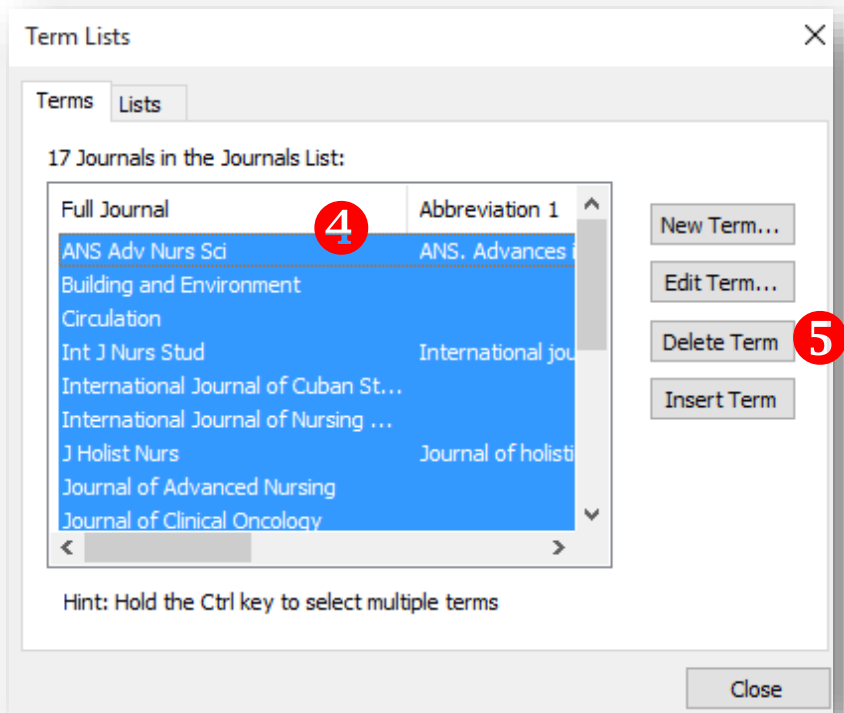 Term Lists
Terms Lists
17 Journals in the Journals List:
Full Journal 4 Abbreviation 1
ANS Adv Nurs Sci ANS. Advances i
Building and Environment
Circulation
Int J Nurs Stud International jou
International Journal of Cuban St...
International Journal of Nursing ...
J Holist Nurs Journal of holisti
Journal of Advanced Nursing
Journal of Clinical Oncology
New Term...
Edit Term...
Delete Term 5
Insert Term
Hint: Hold the Ctrl key to select multiple terms
Close